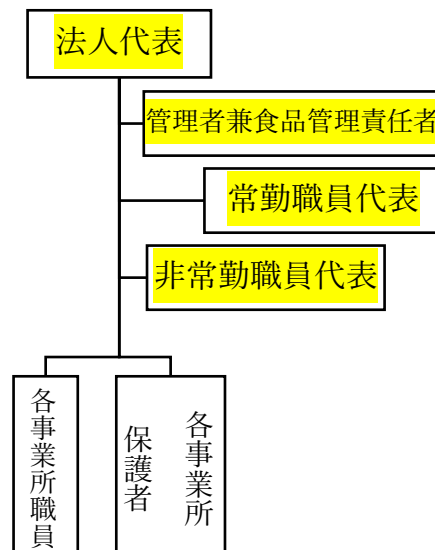 法人代表
管理者兼食品管理責任者
常勤職員代表
非常勤職員代表
各事業所職員
各事業所
保護者